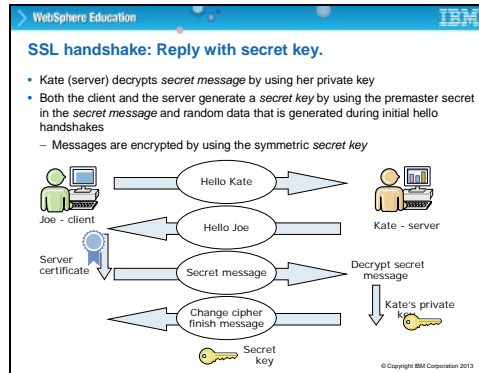 WebSphere Education
IBM
SSL handshake: Reply with secret key.
• Kate (server) decrypts secret message by using her private key
• Both the client and the server generate a secret key by using the premaster secret
in the secret message and random data that is generated during initial hello
handshakes
– Messages are encrypted by using the symmetric secret key
Hello Kate
Joe - client
Kate - server
Hello Joe
Server
certificate
Secret message
Decrypt secret
message
Change cipher
finish message
Kate's private
key
Secret
key
© Copyright IBM Corporation 2013